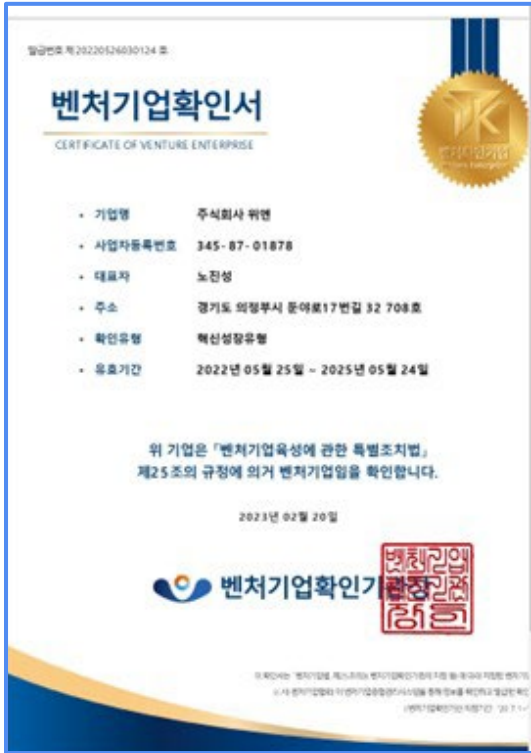 발급번호 제20220526030124 호
벤처기업확인서
CERTIFICATE OF VENTURE ENTERPRISE
벤처확인기업
• 기업명 주식회사 위엔
• 사업자등록번호 345-87-01878
• 대표자 노진성
• 주소 경기도 의정부시 둔야로17번길 32 708호
• 확인유형 혁신성장유형
• 유효기간 2022년 05월 25일 ~ 2025년 05월 24일
위 기업은 「벤처기업육성에 관한 특별조치법」
제25조의 규정에 의거 벤처기업임을 확인합니다.
2023년 02월 20일
벤처기업확인기관장